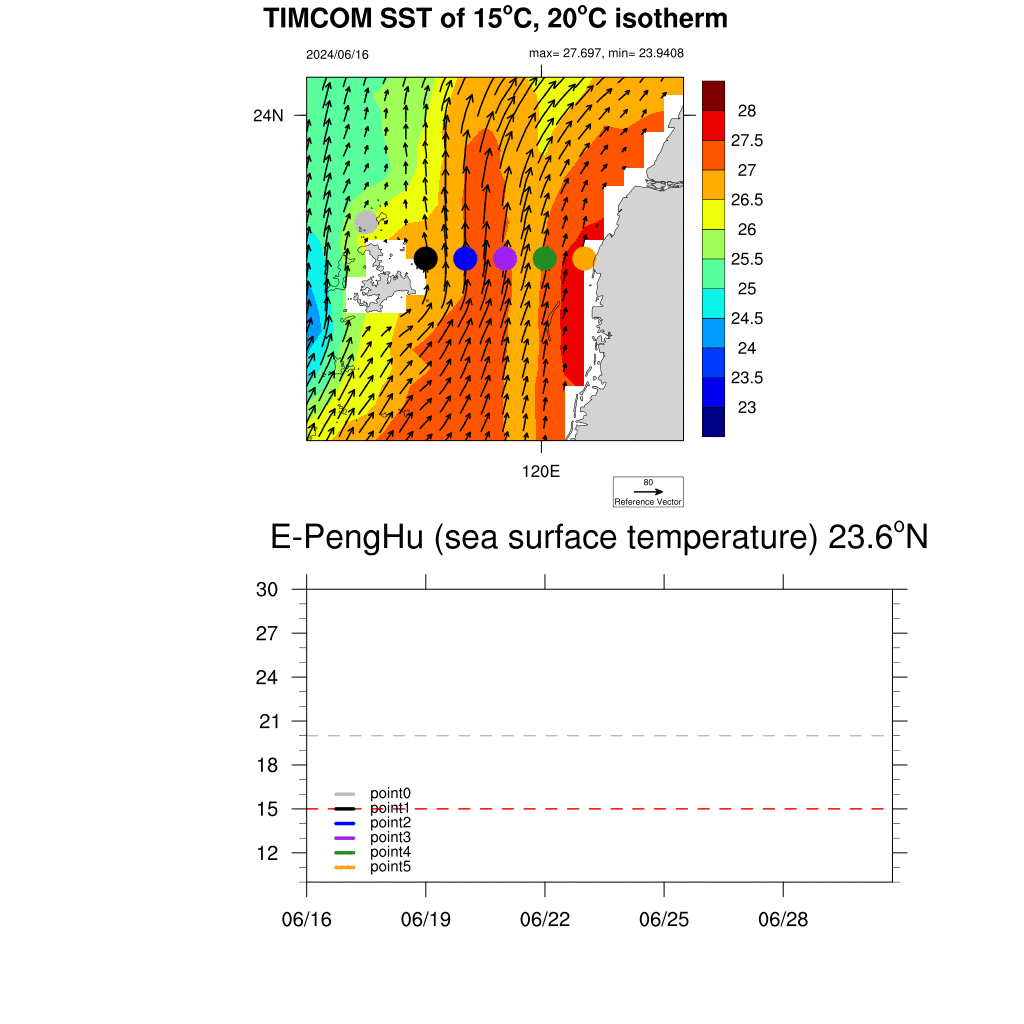 TIMCOM SST of 15°C, 20°C isotherm
2024/06/16
max= 27.697, min= 23.9408
24N
28
27.5
27
26.5
26
25.5
25
24.5
24
23.5
23
120E
80
Reference Vector
E-PengHu (sea surface temperature) 23.6°N
30
27
24
21
18
15
12
point0
point1
point2
point3
point4
point5
06/16 06/19 06/22 06/25 06/28